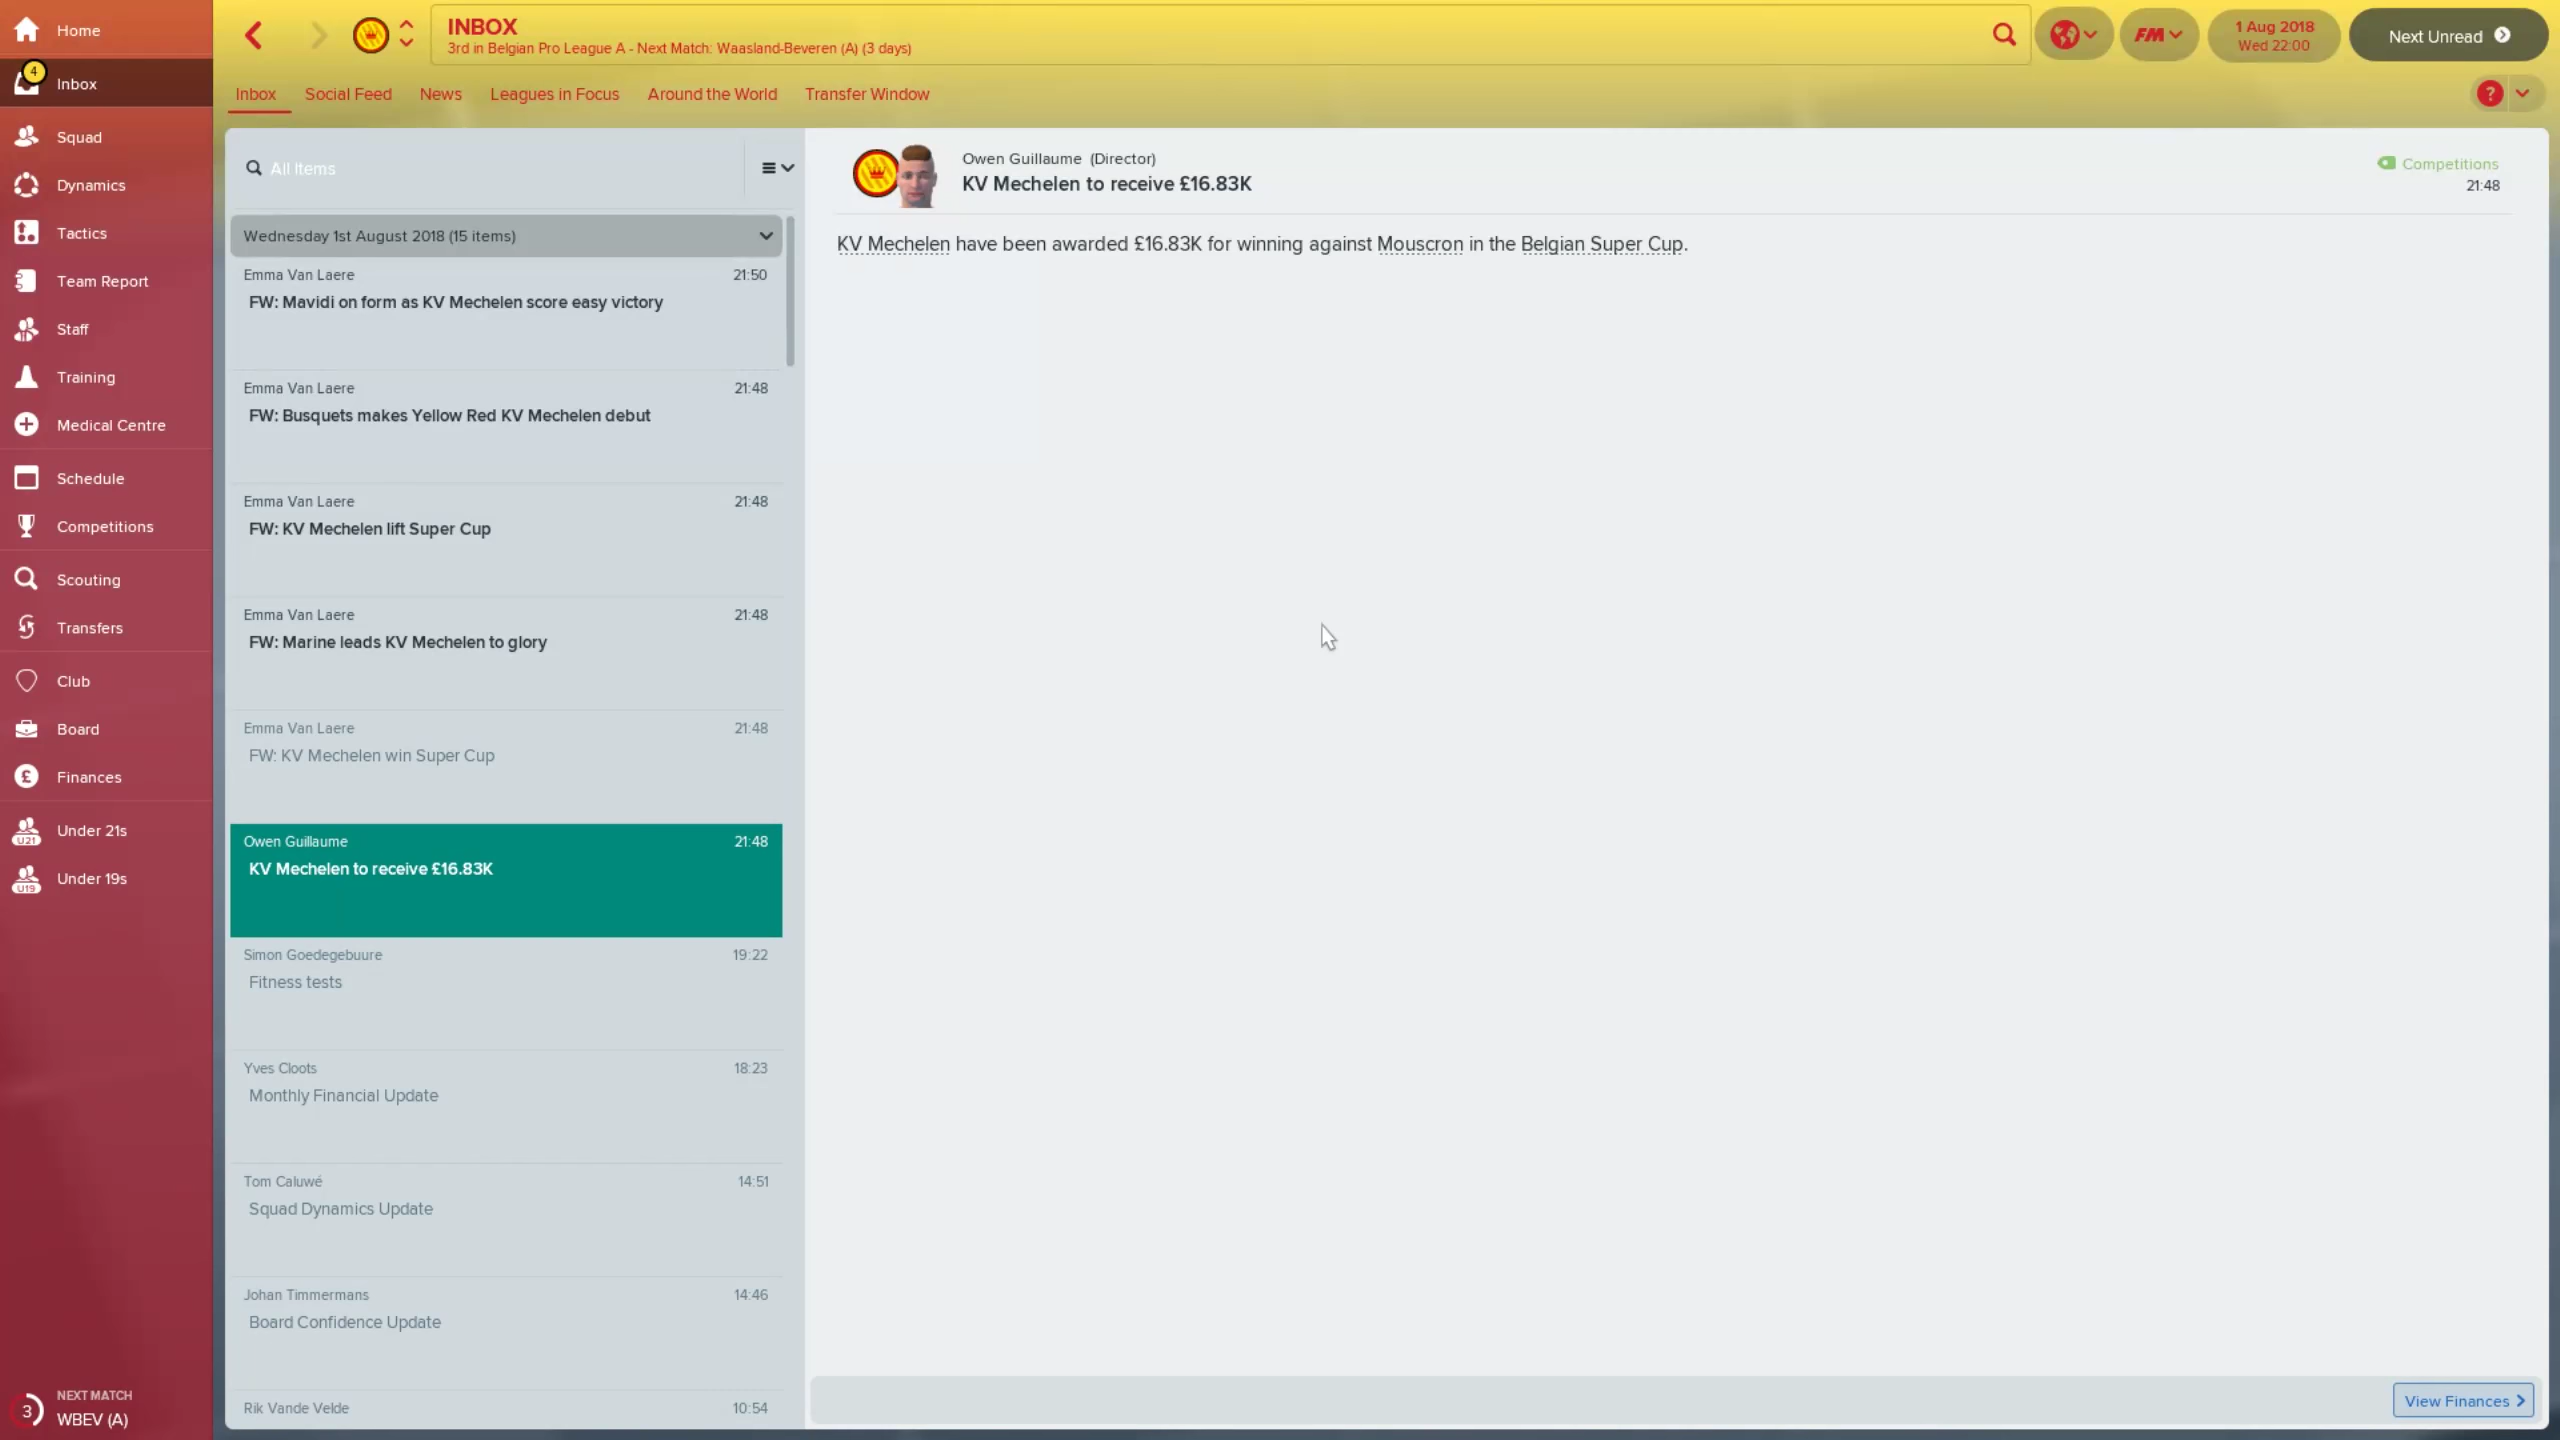 Home
4
Inbox
Squad
Dynamics
Tactics
Team Report
Staff
Training
Medical Centre
Schedule
Competitions
Scouting
Transfers
Club
Board
£
Finances
U21
Under 21s
U19
Under 19s
3
NEXT MATCH
WBEV (A)
INBOX
3rd in Belgian Pro League A - Next Match: Waasland-Beveren (A) (3 days)
FM
1 Aug 2018
Wed 22:00
Next Unread
Inbox
Social Feed
News
Leagues in Focus
Around the World
Transfer Window
?
All Items
Wednesday 1st August 2018 (15 items)
Emma Van Laere 21:50
FW: Mavidi on form as KV Mechelen score easy victory
Emma Van Laere 21:48
FW: Busquets makes Yellow Red KV Mechelen debut
Emma Van Laere 21:48
FW: KV Mechelen lift Super Cup
Emma Van Laere 21:48
FW: Marine leads KV Mechelen to glory
Emma Van Laere 21:48
FW: KV Mechelen win Super Cup
Owen Guillaume 21:48
KV Mechelen to receive £16.83K
Simon Goedegebuure 19:22
Fitness tests
Yves Cloots 18:23
Monthly Financial Update
Tom Caluwé 14:51
Squad Dynamics Update
Johan Timmermans 14:46
Board Confidence Update
Rik Vande Velde 10:54
Owen Guillaume (Director)
KV Mechelen to receive £16.83K
Competitions
21:48
KV Mechelen have been awarded £16.83K for winning against Mouscron in the Belgian Super Cup.
View Finances